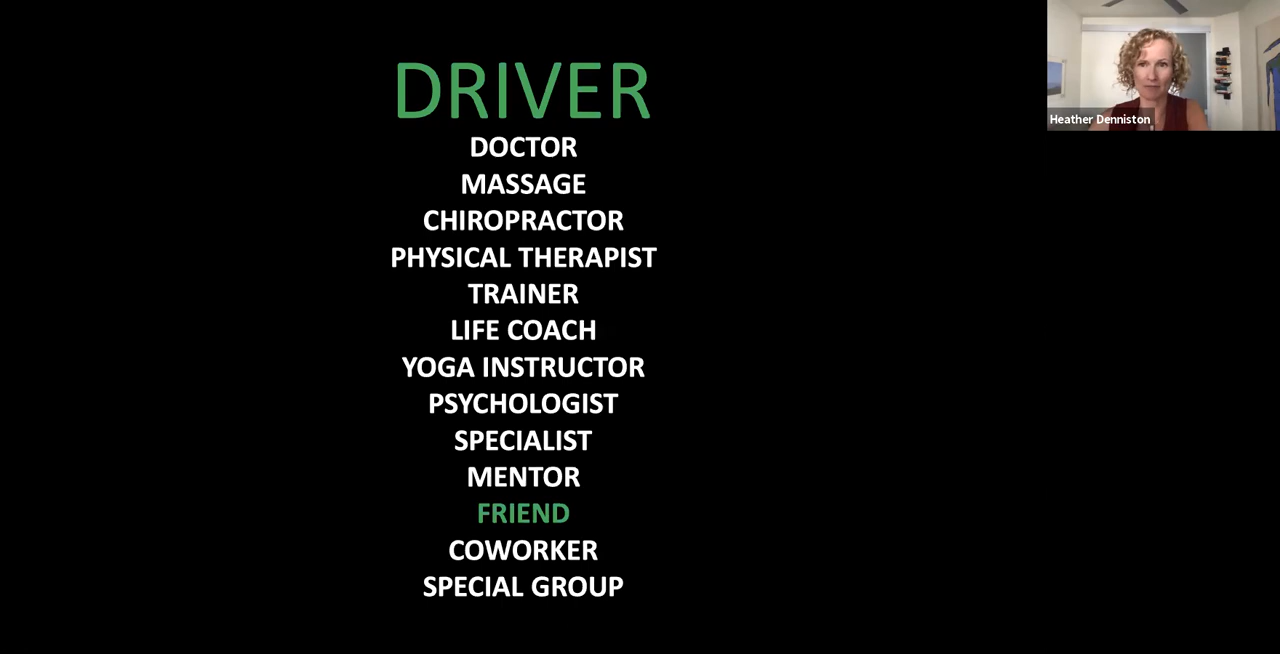 DRIVER
DOCTOR
MASSAGE
CHIROPRACTOR
PHYSICAL THERAPIST
TRAINER
LIFE COACH
YOGA INSTRUCTOR
PSYCHOLOGIST
SPECIALIST
MENTOR
FRIEND
COWORKER
SPECIAL GROUP
Heather Denniston